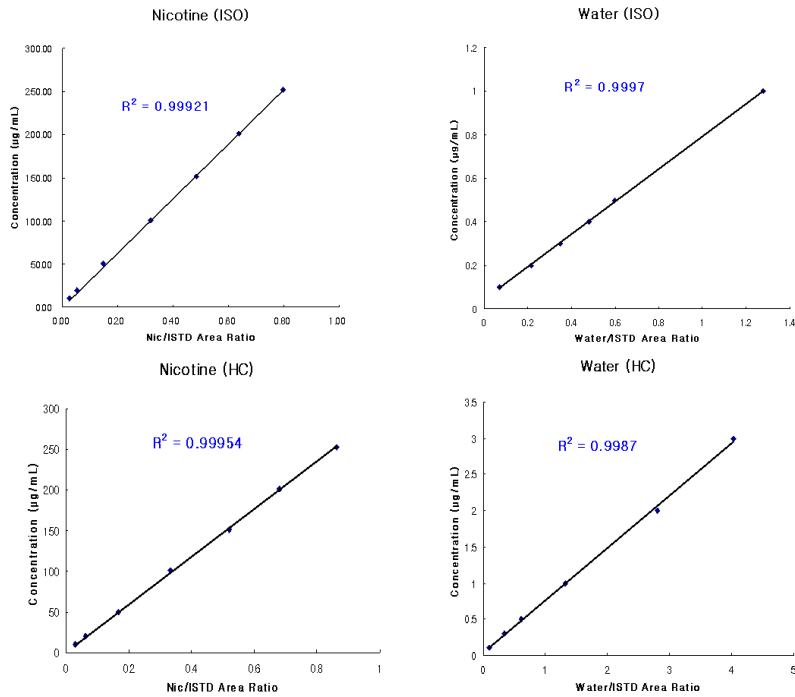 Nicotine (ISO)
300.00
250.00
200.00
150.00
100.00
50.00
0.00
Concentration (µg/mL)
R² = 0.99921
0.00 0.20 0.40 0.60 0.80 1.00
Nic/ISTD Area Ratio
Water (ISO)
1.2
1
0.8
0.6
0.4
0.2
0
Concentration (µg/mL)
R² = 0.9997
0 0.2 0.4 0.6 0.8 1 1.2 1.4
Water/ISTD Area Ratio
Nicotine (HC)
300
250
200
150
100
50
0
Concentration (µg/mL)
R² = 0.99954
0 0.2 0.4 0.6 0.8 1
Nic/ISTD Area Ratio
Water (HC)
3.5
3
2.5
2
1.5
1
0.5
0
Concentration (µg/mL)
R² = 0.9987
0 1 2 3 4 5
Water/ISTD Area Ratio